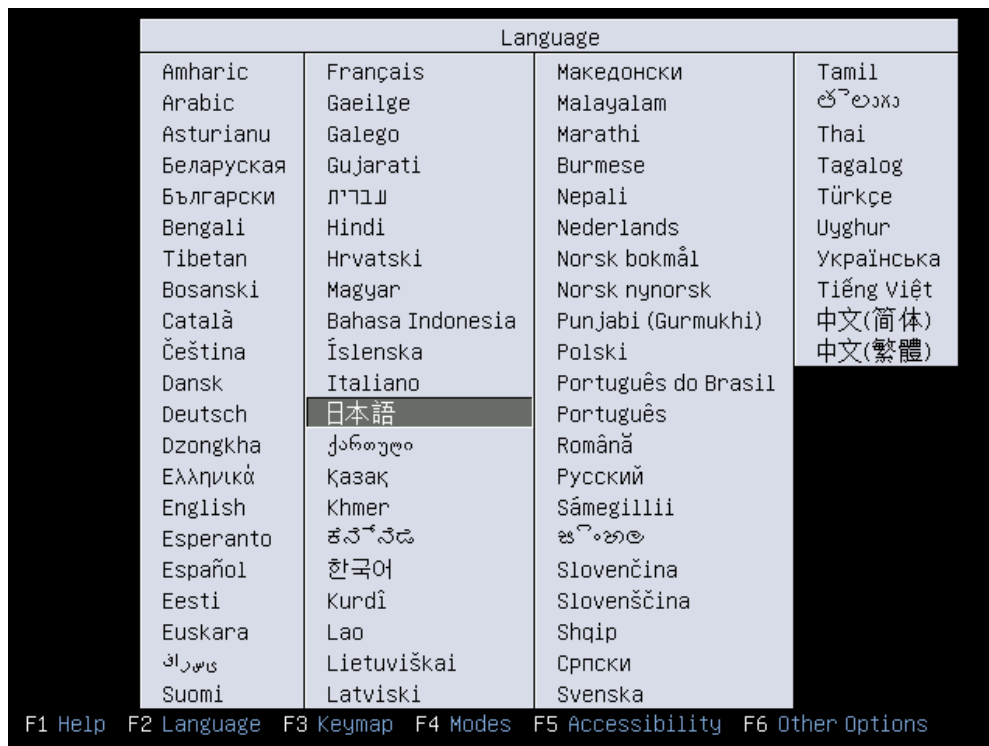 Language
Amharic
Arabic
Asturianu
Беларуская
Български
Bengali
Tibetan
Bosanski
Català
Čeština
Dansk
Deutsch
Dzongkha
Ελληνικά
English
Esperanto
Español
Eesti
Euskara
Suomi
Français
Gaeilge
Galego
Gujarati
עברית
Hindi
Hrvatski
Magyar
Bahasa Indonesia
Íslenska
Italiano
日本語
ქართული
Қазақ
Khmer
ಕನ್ನಡ
한국어
Kurdî
Lao
Lietuviškai
Latviski
Македонски
Malayalam
Marathi
Burmese
Nepali
Nederlands
Norsk bokmål
Norsk nynorsk
Punjabi (Gurmukhi)
Polski
Português do Brasil
Português
Română
Русский
Sámegillii
සිංහල
Slovenčina
Slovenščina
Shqip
Српски
Svenska
Tamil
తెలుగు
Thai
Tagalog
Türkçe
Uyghur
Українська
Tiếng Việt
中文(简体)
中文(繁體)
F1 Help F2 Language F3 Keymap F4 Modes F5 Accessibility F6 Other Options